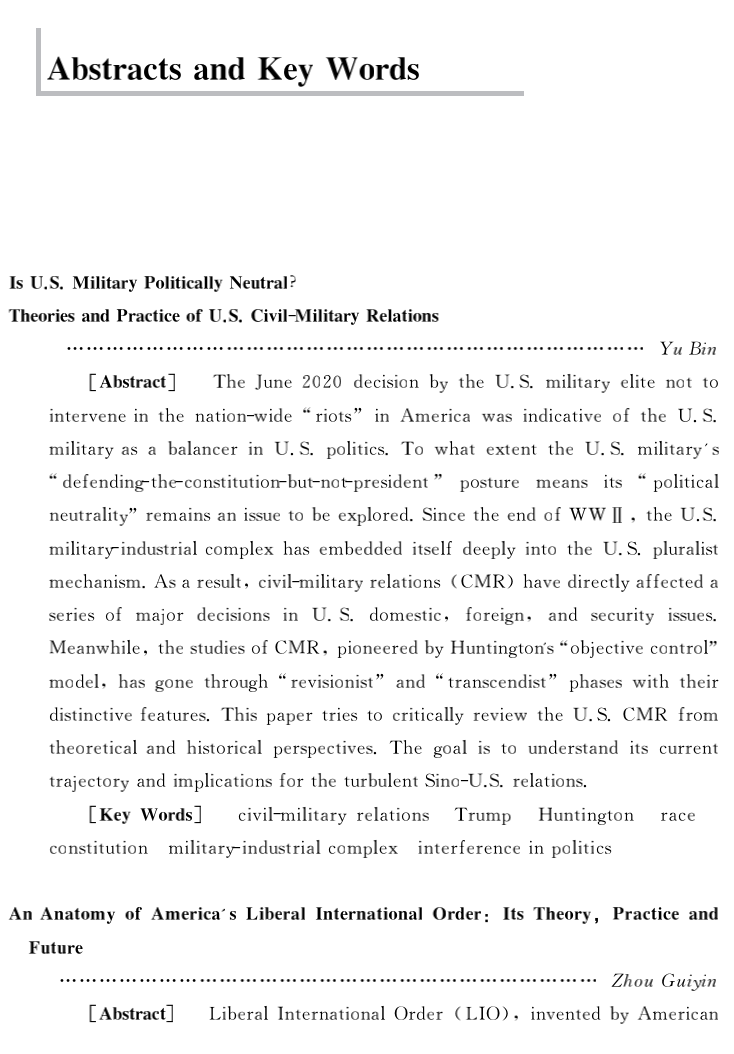 Abstracts and Key Words
Is U.S. Military Politically Neutral?
Theories and Practice of U.S. Civil-Military Relations
………………………………………………………………………… Yu Bin
[Abstract] The June 2020 decision by the U.S. military elite not to
intervene in the nation-wide “riots” in America was indicative of the U.S.
military as a balancer in U.S. politics. To what extent the U.S. military's
“defending-the-constitution-but-not-president” posture means its “political
neutrality” remains an issue to be explored. Since the end of WWⅡ, the U.S.
military-industrial complex has embedded itself deeply into the U.S. pluralist
mechanism. As a result, civil-military relations (CMR) have directly affected a
series of major decisions in U.S. domestic, foreign, and security issues.
Meanwhile, the studies of CMR, pioneered by Huntington's “objective control”
model, has gone through “revisionist” and “transcendist” phases with their
distinctive features. This paper tries to critically review the U.S. CMR from
theoretical and historical perspectives. The goal is to understand its current
trajectory and implications for the turbulent Sino-U.S. relations.
[Key Words] civil-military relations Trump Huntington race
constitution military-industrial complex interference in politics
An Anatomy of America's Liberal International Order: Its Theory, Practice and
Future
………………………………………………………………………… Zhou Guiyin
[Abstract] Liberal International Order (LIO), invented by American